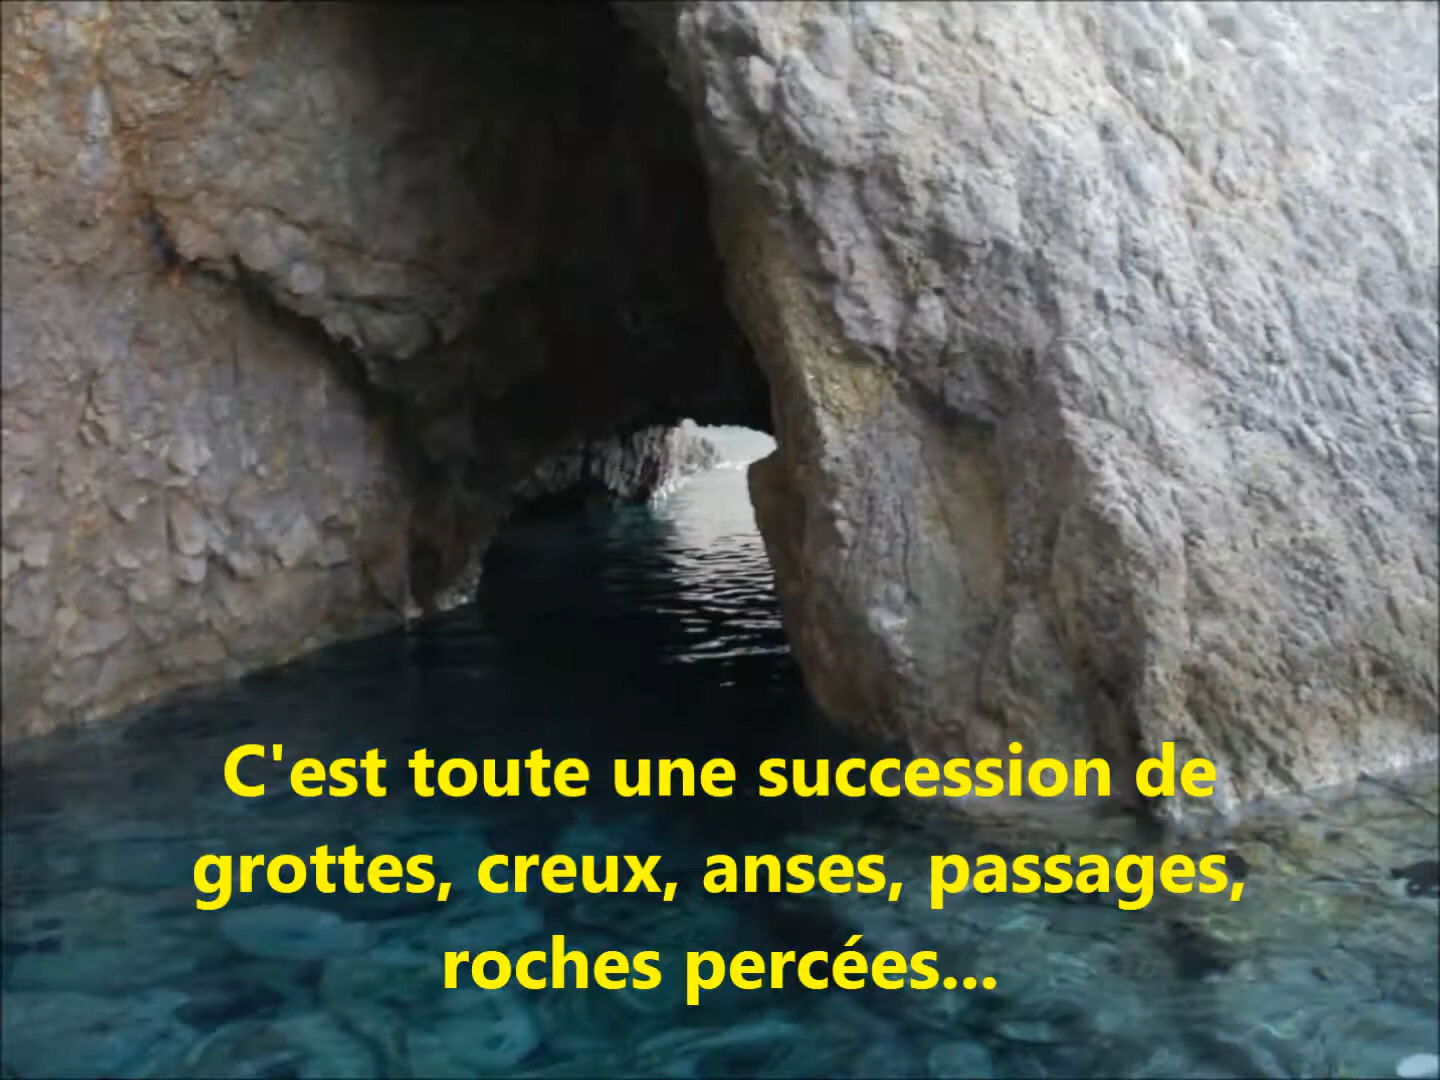 C'est toute une succession de
grottes, creux, anses, passages,
roches percées...